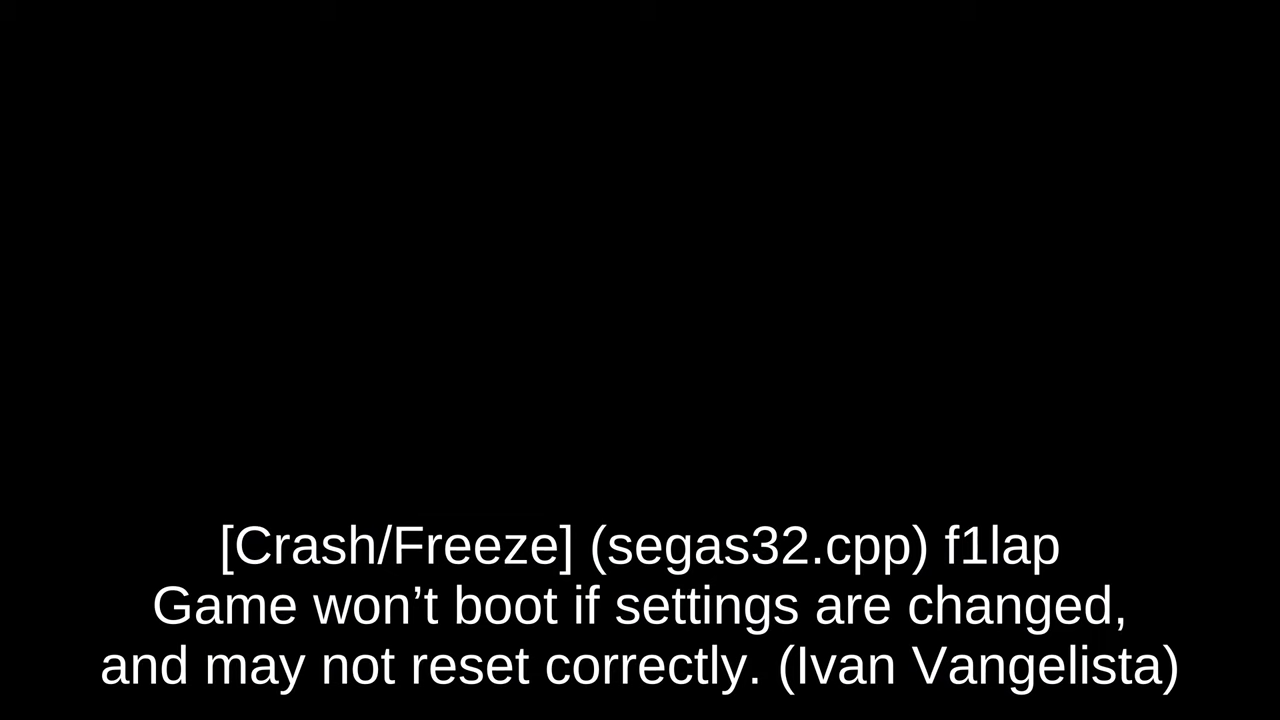 [Crash/Freeze] (segas32.cpp) f1lap
Game won’t boot if settings are changed,
and may not reset correctly. (Ivan Vangelista)